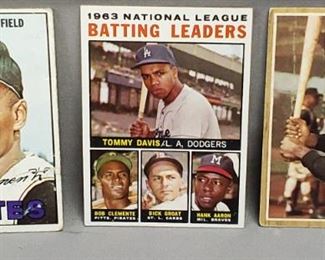 FIELD
TES
1963 NATIONAL LEAGUE
BATTING LEADERS
TOMMY DAVIS/L. A. DODGERS
BOB CLEMENTE
PITTS. PIRATES
DICK GROAT
ST. L. CARDS
HANK AARON
MIL. BRAVES